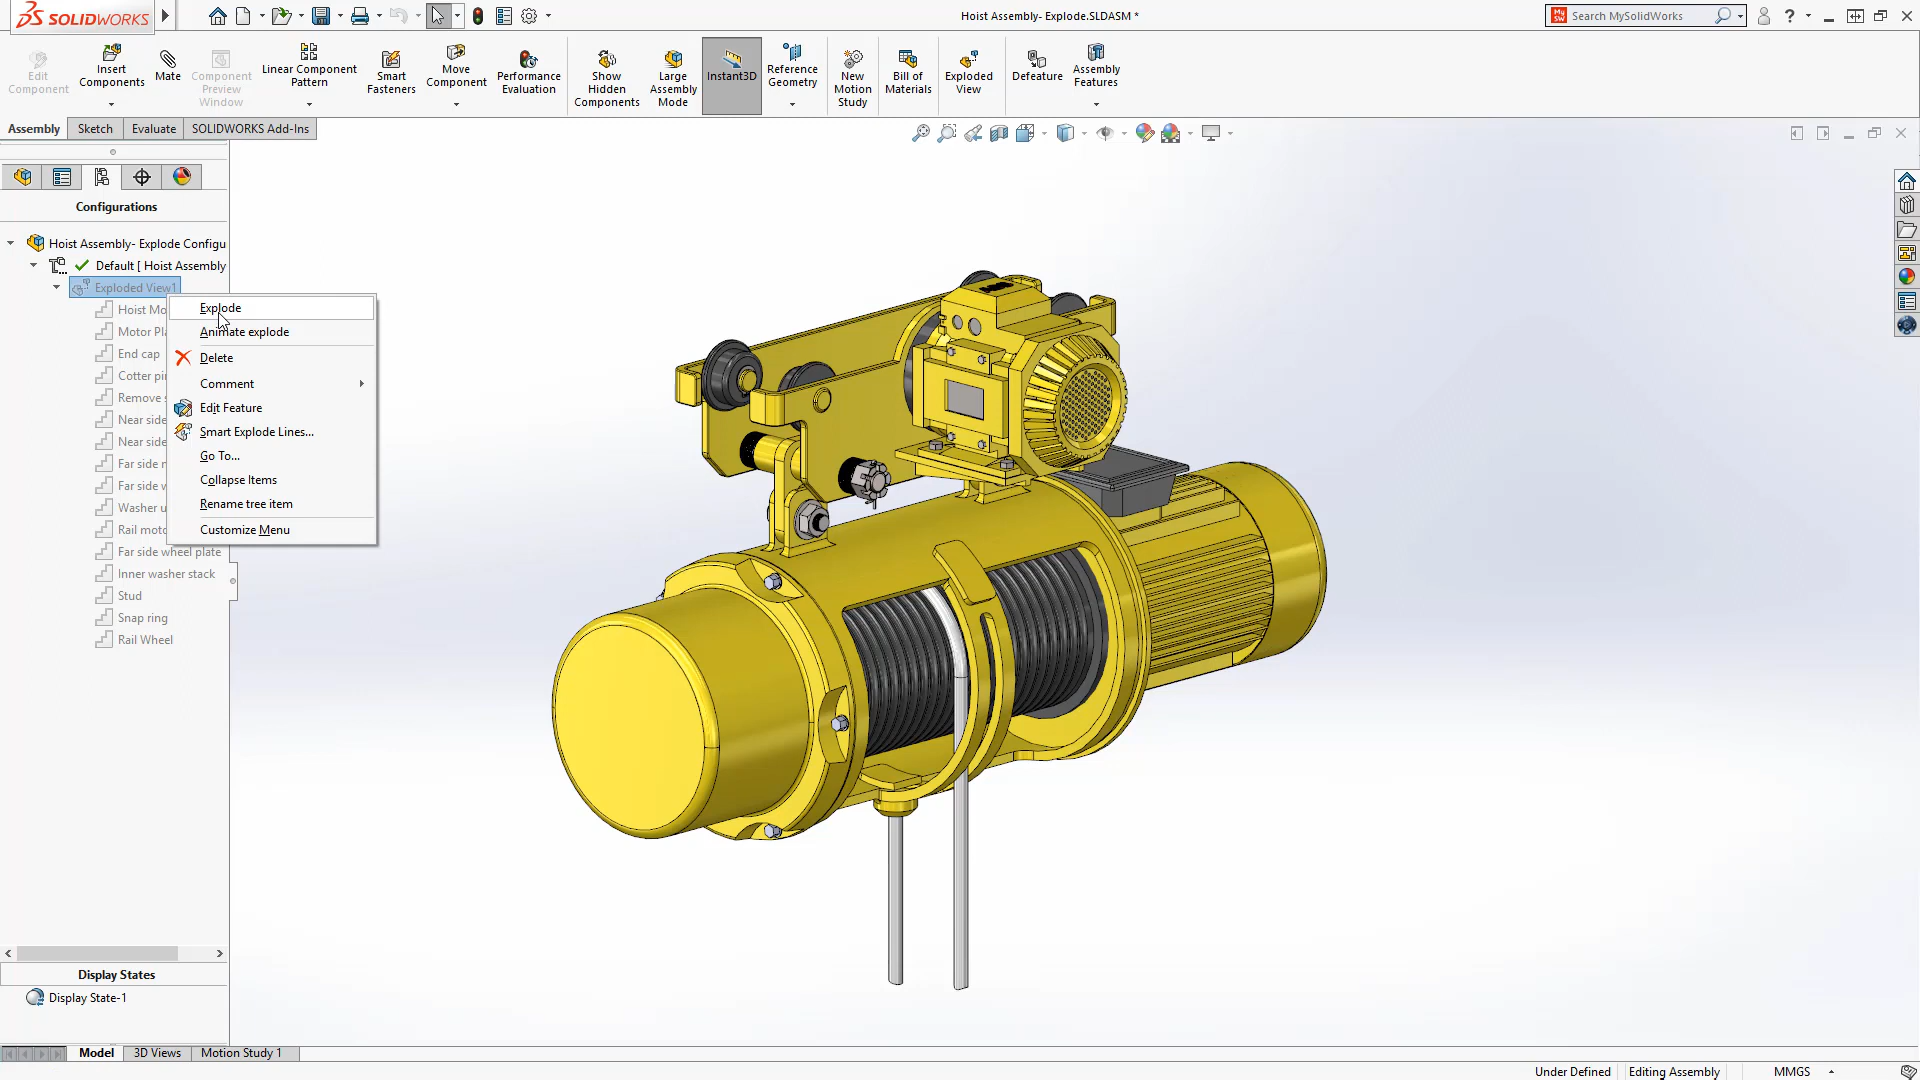 SOLIDWORKS
Hoist Assembly- Explode.SLDASM *
Search MySolidWorks
Edit Component
Insert Components
Mate
Component Preview Window
Linear Component Pattern
Smart Fasteners
Move Component
Performance Evaluation
Show Hidden Components
Large Assembly Mode
Instant3D
Reference Geometry
New Motion Study
Bill of Materials
Exploded View
Defeature
Assembly Features
Assembly
Sketch
Evaluate
SOLIDWORKS Add-Ins
Configurations
Hoist Assembly- Explode Configu
Default [ Hoist Assembly
Exploded View1
Hoist Mo
Motor Pl
End cap
Cotter pi
Remove
Near side
Near side
Far side
Far side
Washer
Rail moto
Far side wheel plate
Inner washer stack
Stud
Snap ring
Rail Wheel
Explode
Animate explode
Delete
Comment
Edit Feature
Smart Explode Lines...
Go To...
Collapse Items
Rename tree item
Customize Menu
Display States
Display State-1
Model
3D Views
Motion Study 1
Under Defined
Editing Assembly
MMGS